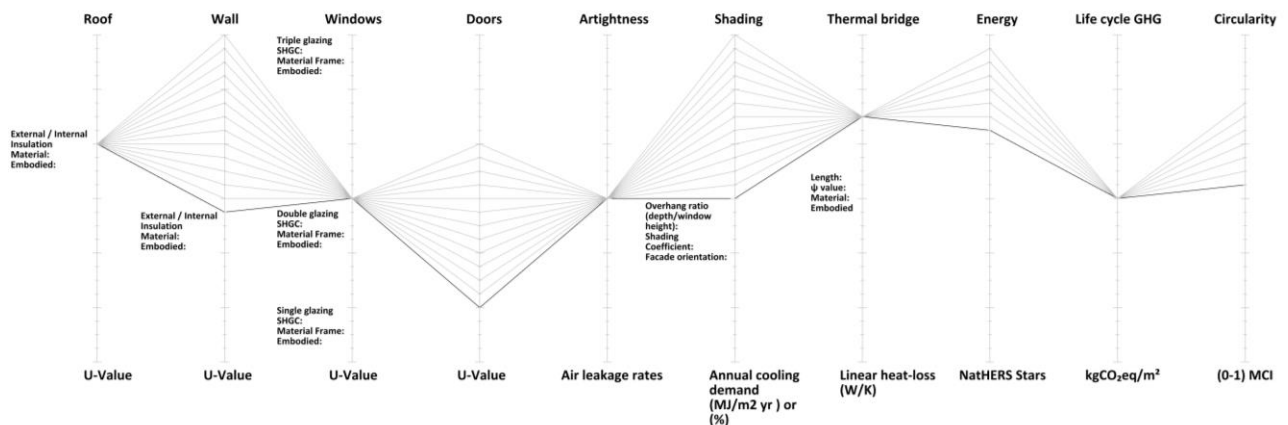 Roof
Wall
Windows
Doors
Artightness
Shading
Thermal bridge
Energy
Life cycle GHG
Circularity
Triple glazing
SHGC:
Material Frame:
Embodied:
External / Internal
Insulation
Material:
Embodied:
External / Internal
Insulation
Material:
Embodied:
Double glazing
SHGC:
Material Frame:
Embodied:
Single glazing
SHGC:
Material Frame:
Embodied:
Overhang ratio
(depth/window
height):
Shading
Coefficient:
Facade orientation:
Length:
ψ value:
Material:
Embodied
U-Value
U-Value
U-Value
U-Value
Air leakage rates
Annual cooling
demand
(MJ/m2 yr ) or
(%)
Linear heat-loss
(W/K)
NatHERS Stars
kgCO₂eq/m²
(0-1) MCI